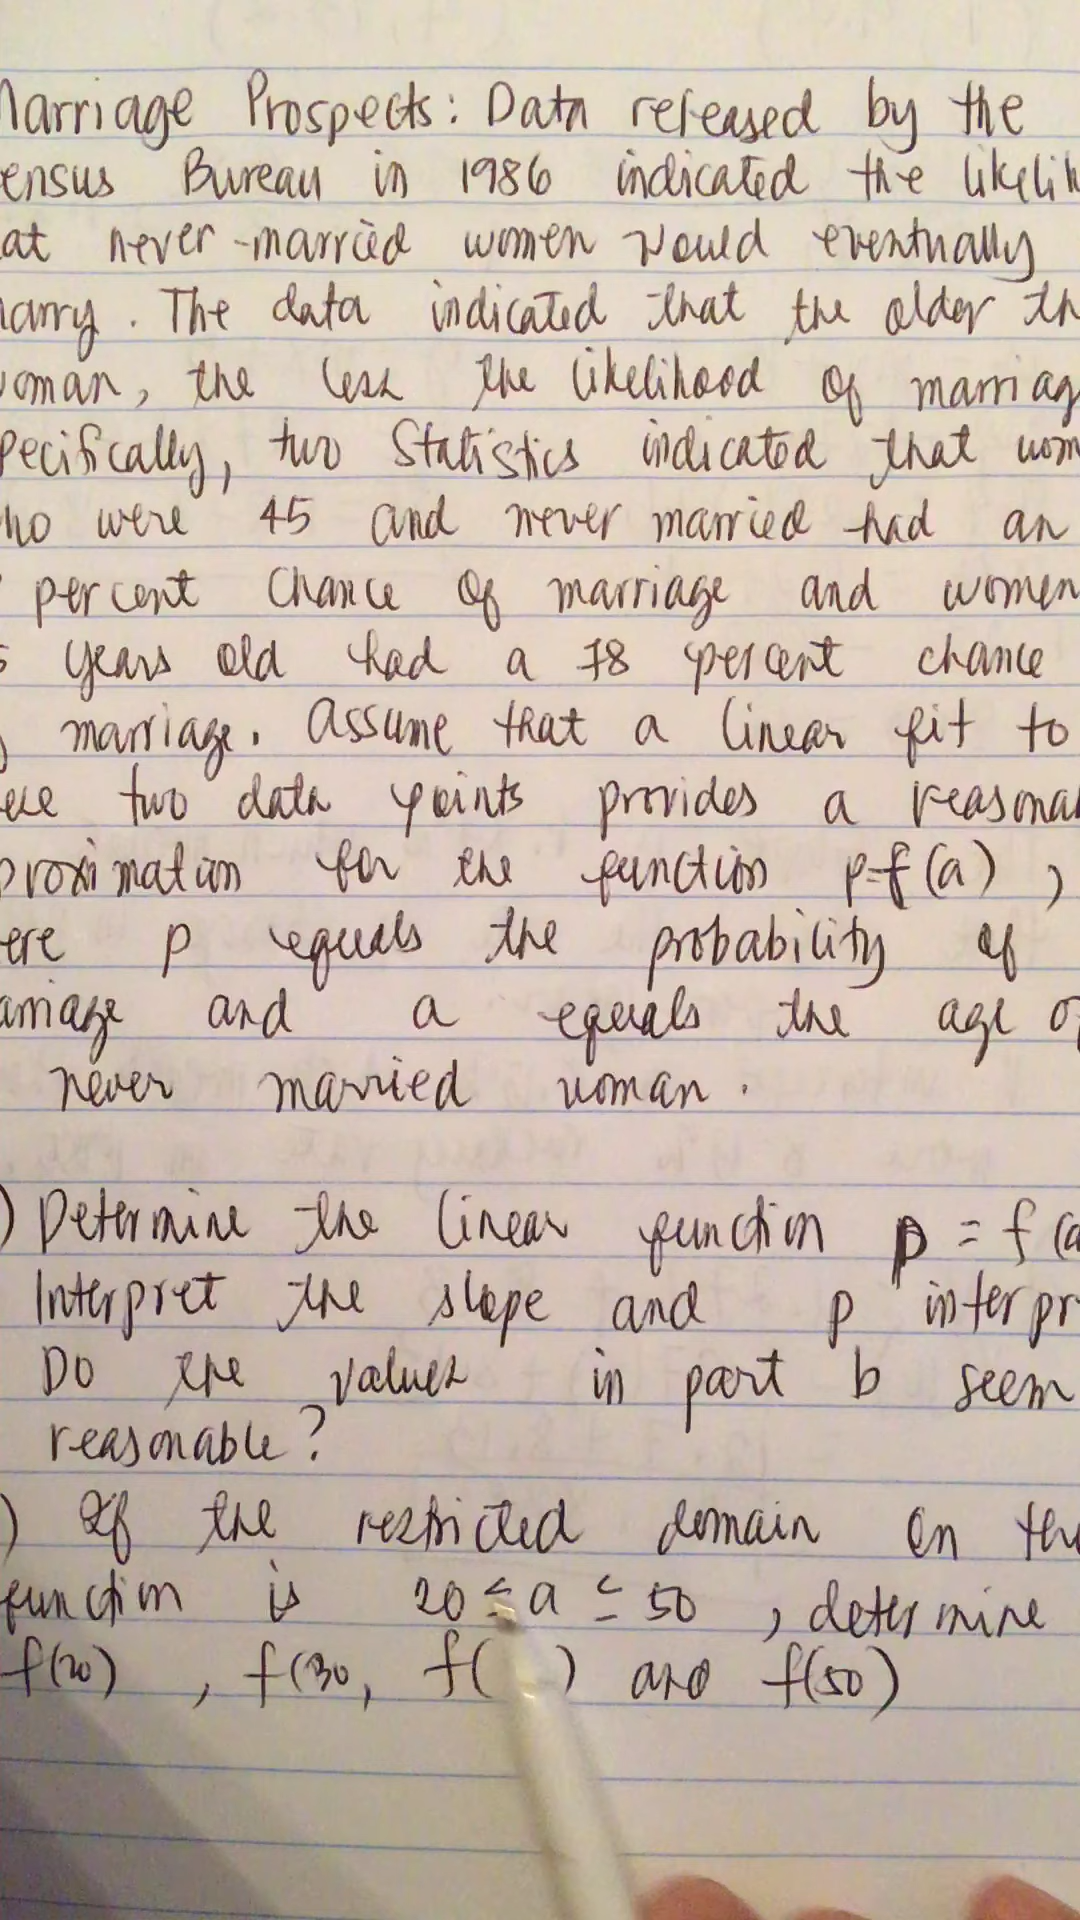 Marriage Prospects: Data released by the
ensus Bureau in 1986 indicated the likelih
at never-married women would eventually
arry. The data indicated that the older th
oman, the less the likelihood of marriag
pecifically, two Statistics indicated that wom
ho were 45 and never married had an
percent Chance of marriage and women
5 years old had a 78 percent chance
marriage. Assume that a linear fit to
ese two data points provides a reasonab
proximation for the function p=f(a),
ere p equals the probability of
arriage and a equals the age of
never married woman.
) Determine the linear function p = f(a
Interpret the slope and p interpr
Do the values in part b seem
reasonable?
) If the restricted domain on the
function is 20 ≤ a ≤ 50, determine
f(20), f(30, f( ) and f(50)